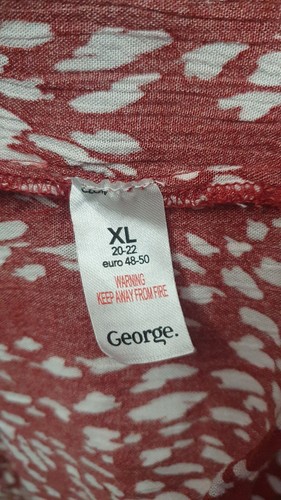 XL
20-22
euro 48-50
WARNING
KEEP AWAY FROM FIRE
George.